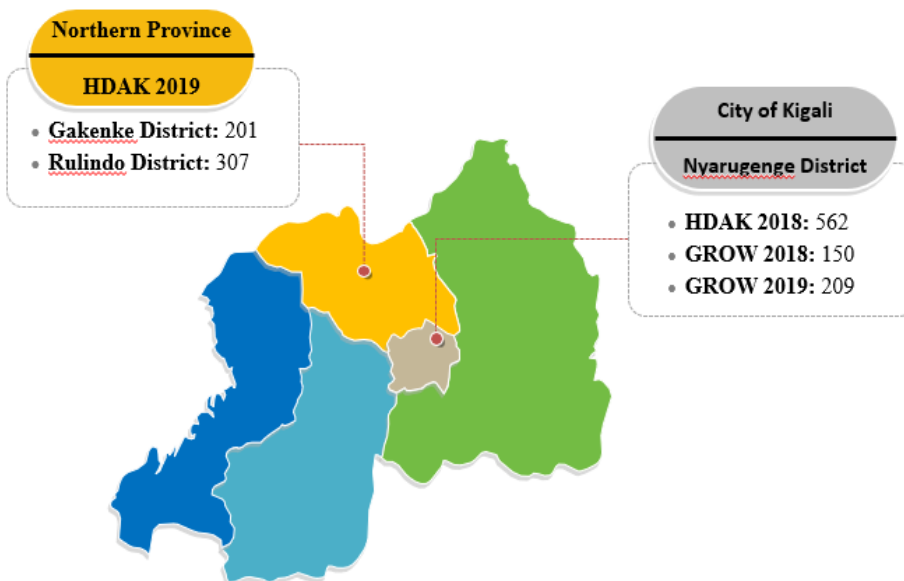 Northern Province
HDAK 2019
Gakenke District: 201
Rulindo District: 307
City of Kigali
Nyarugenge District
HDAK 2018: 562
GROW 2018: 150
GROW 2019: 209